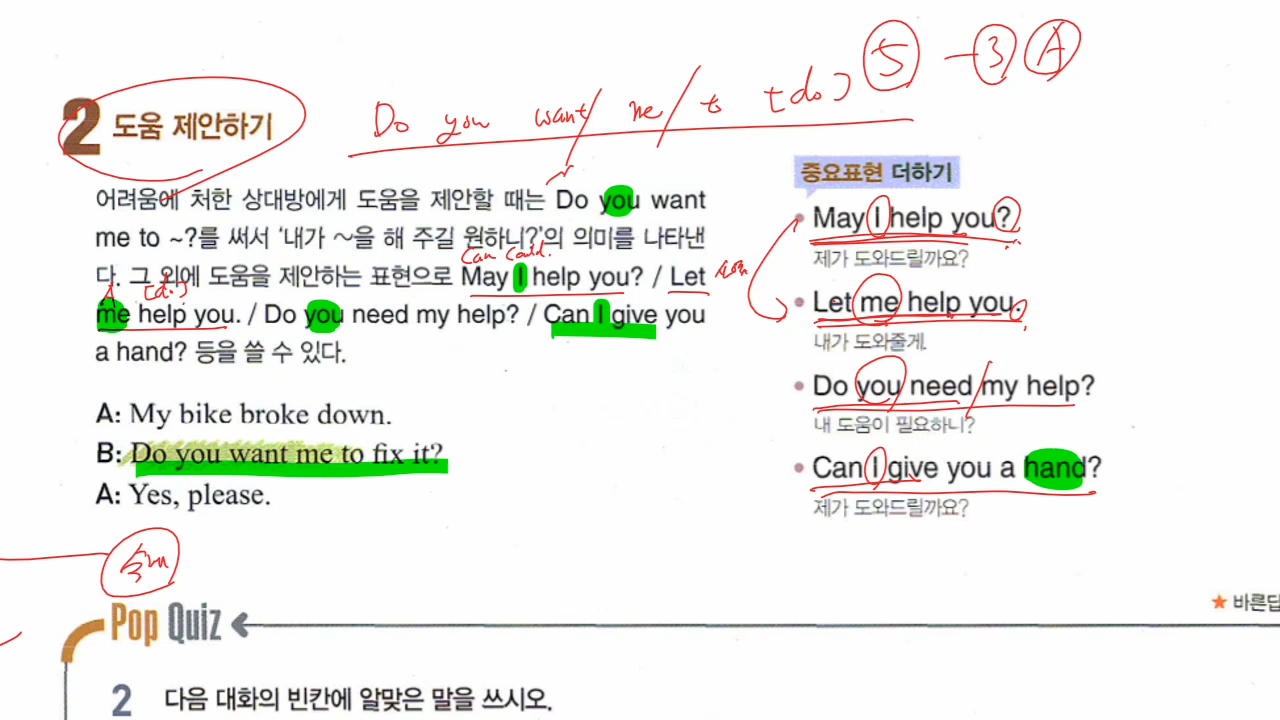 5 - 3 A
Do you want / me / to [do]
2 도움 제안하기
어려움에 처한 상대방에게 도움을 제안할 때는 Do you want
me to ~?를 써서 '내가 ~을 해 주길 원하니?'의 의미를 나타낸
Can Could.
다. 그 외에 도움을 제안하는 표현으로 May I help you? / Let
[do]
me help you. / Do you need my help? / Can I give you
a hand? 등을 쓸 수 있다.
A: My bike broke down.
B: Do you want me to fix it?
A: Yes, please.
중요표현 더하기
• May I help you?
제가 도와드릴까요?
• Let me help you.
내가 도와줄게.
• Do you need / my help?
내 도움이 필요하니?
• Can I give you a hand?
제가 도와드릴까요?
Pop Quiz
★ 바른답
2 다음 대화의 빈칸에 알맞은 말을 쓰시오.